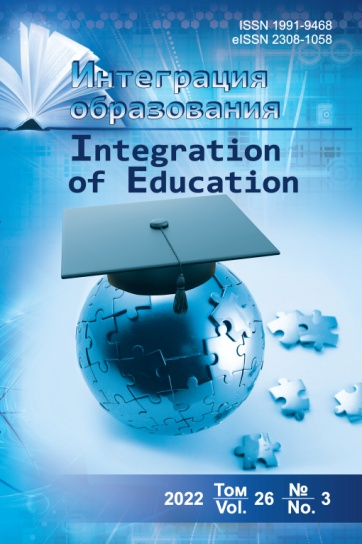 ISSN 1991-9468
eISSN 2308-1058
Интеграция
образования
Integration
of Education
2022 Том 26 № 3
Vol. No.